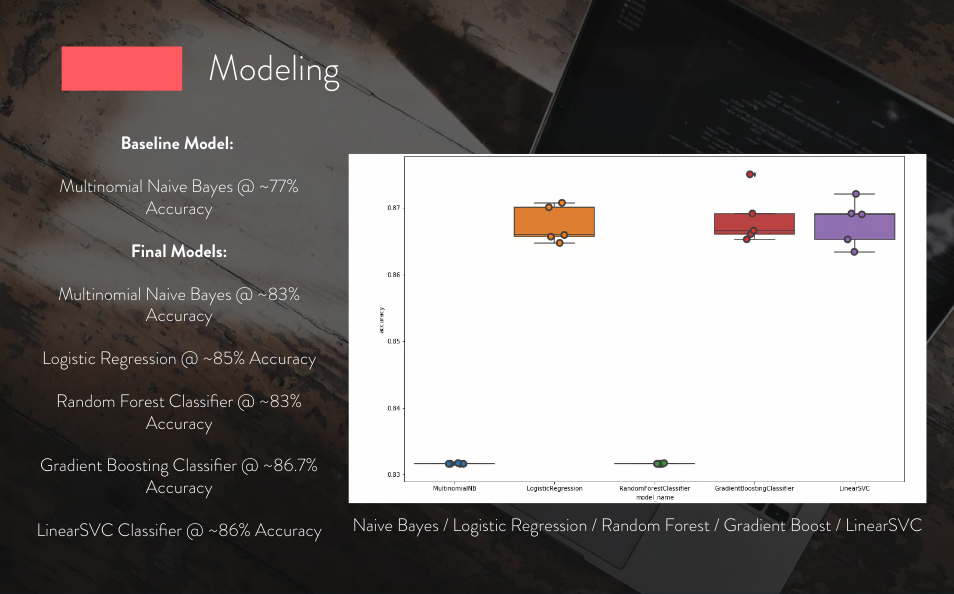 Modeling
Baseline Model:
Multinomial Naive Bayes @ ~77%
Accuracy
Final Models:
Multinomial Naive Bayes @ ~83%
Accuracy
Logistic Regression @ ~85% Accuracy
Random Forest Classifier @ ~83%
Accuracy
Gradient Boosting Classifier @ ~86.7%
Accuracy
LinearSVC Classifier @ ~86% Accuracy
0.87
0.86
0.85
0.84
0.83
accuracy
MultinomialNB LogisticRegression RandomForestClassifier GradientBoostingClassifier LinearSVC
model_name
Naive Bayes / Logistic Regression / Random Forest / Gradient Boost / LinearSVC